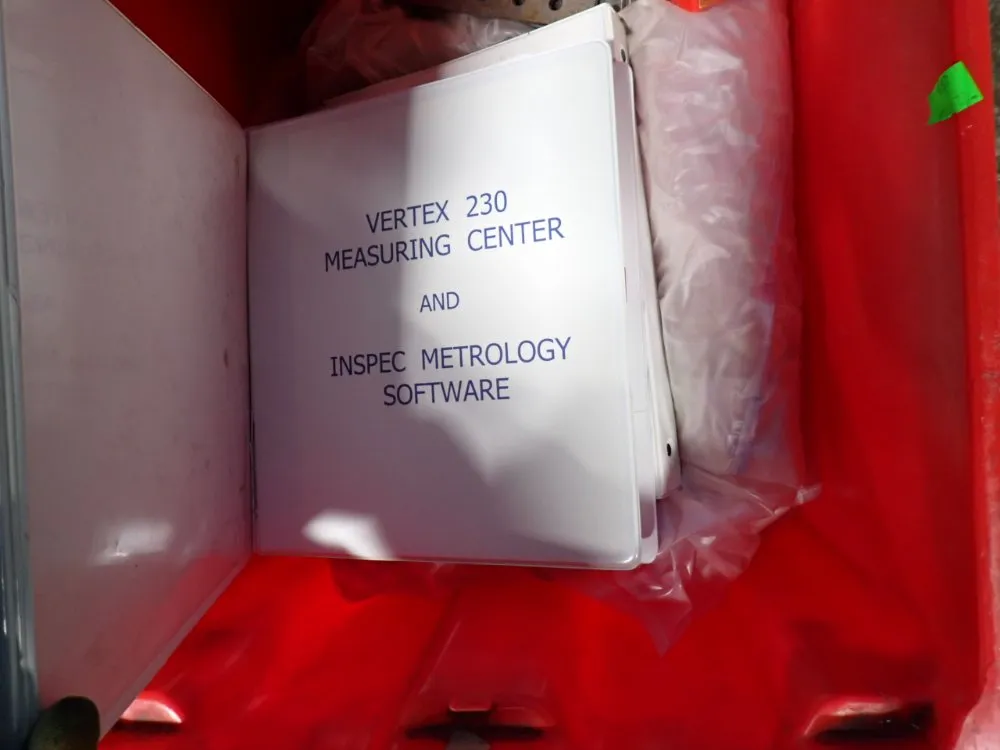 VERTEX 230
MEASURING CENTER
AND
INSPEC METROLOGY
SOFTWARE